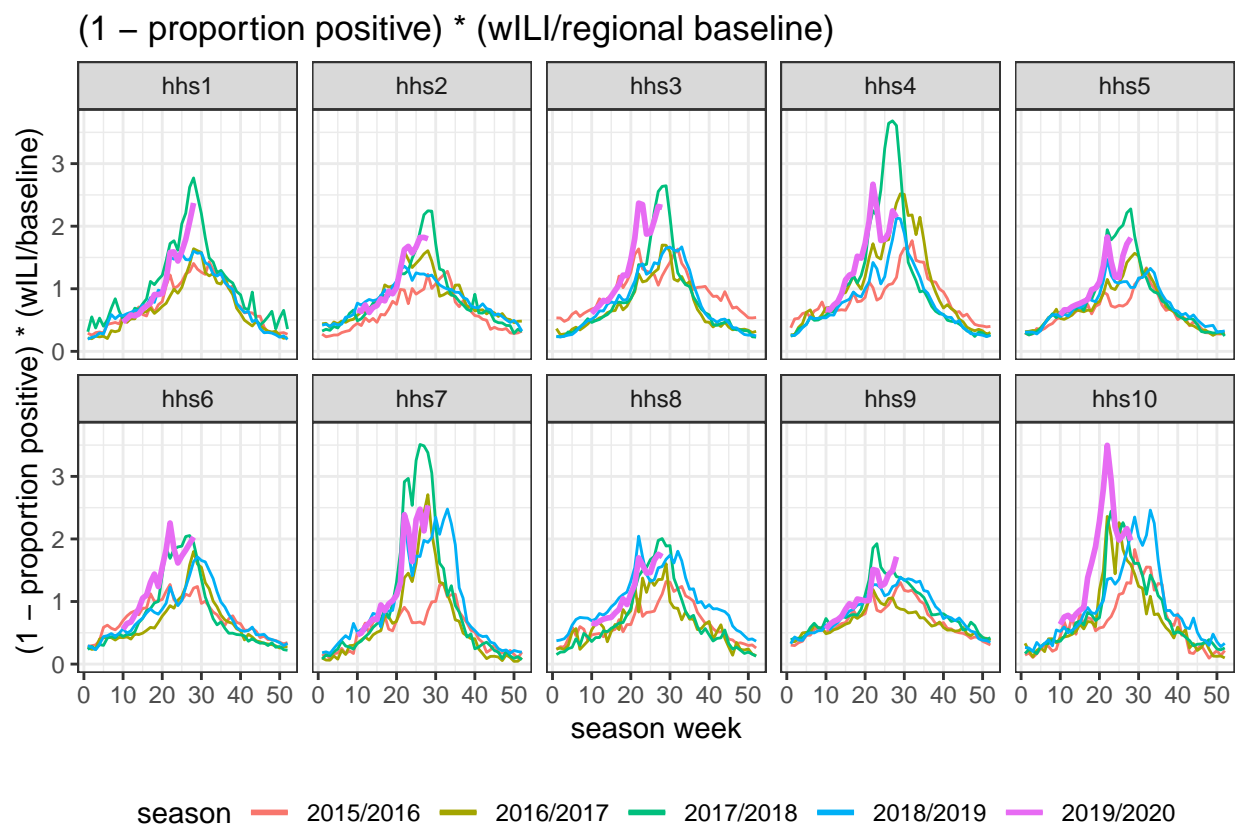 (1 − proportion positive) * (wILI/regional baseline)
hhs1 hhs2 hhs3 hhs4 hhs5
3
2
1
0
hhs6 hhs7 hhs8 hhs9 hhs10
3
2
1
0
(1 − proportion positive) * (wILI/baseline)
0 10 20 30 40 50 0 10 20 30 40 50 0 10 20 30 40 50 0 10 20 30 40 50 0 10 20 30 40 50
season week
season 2015/2016 2016/2017 2017/2018 2018/2019 2019/2020